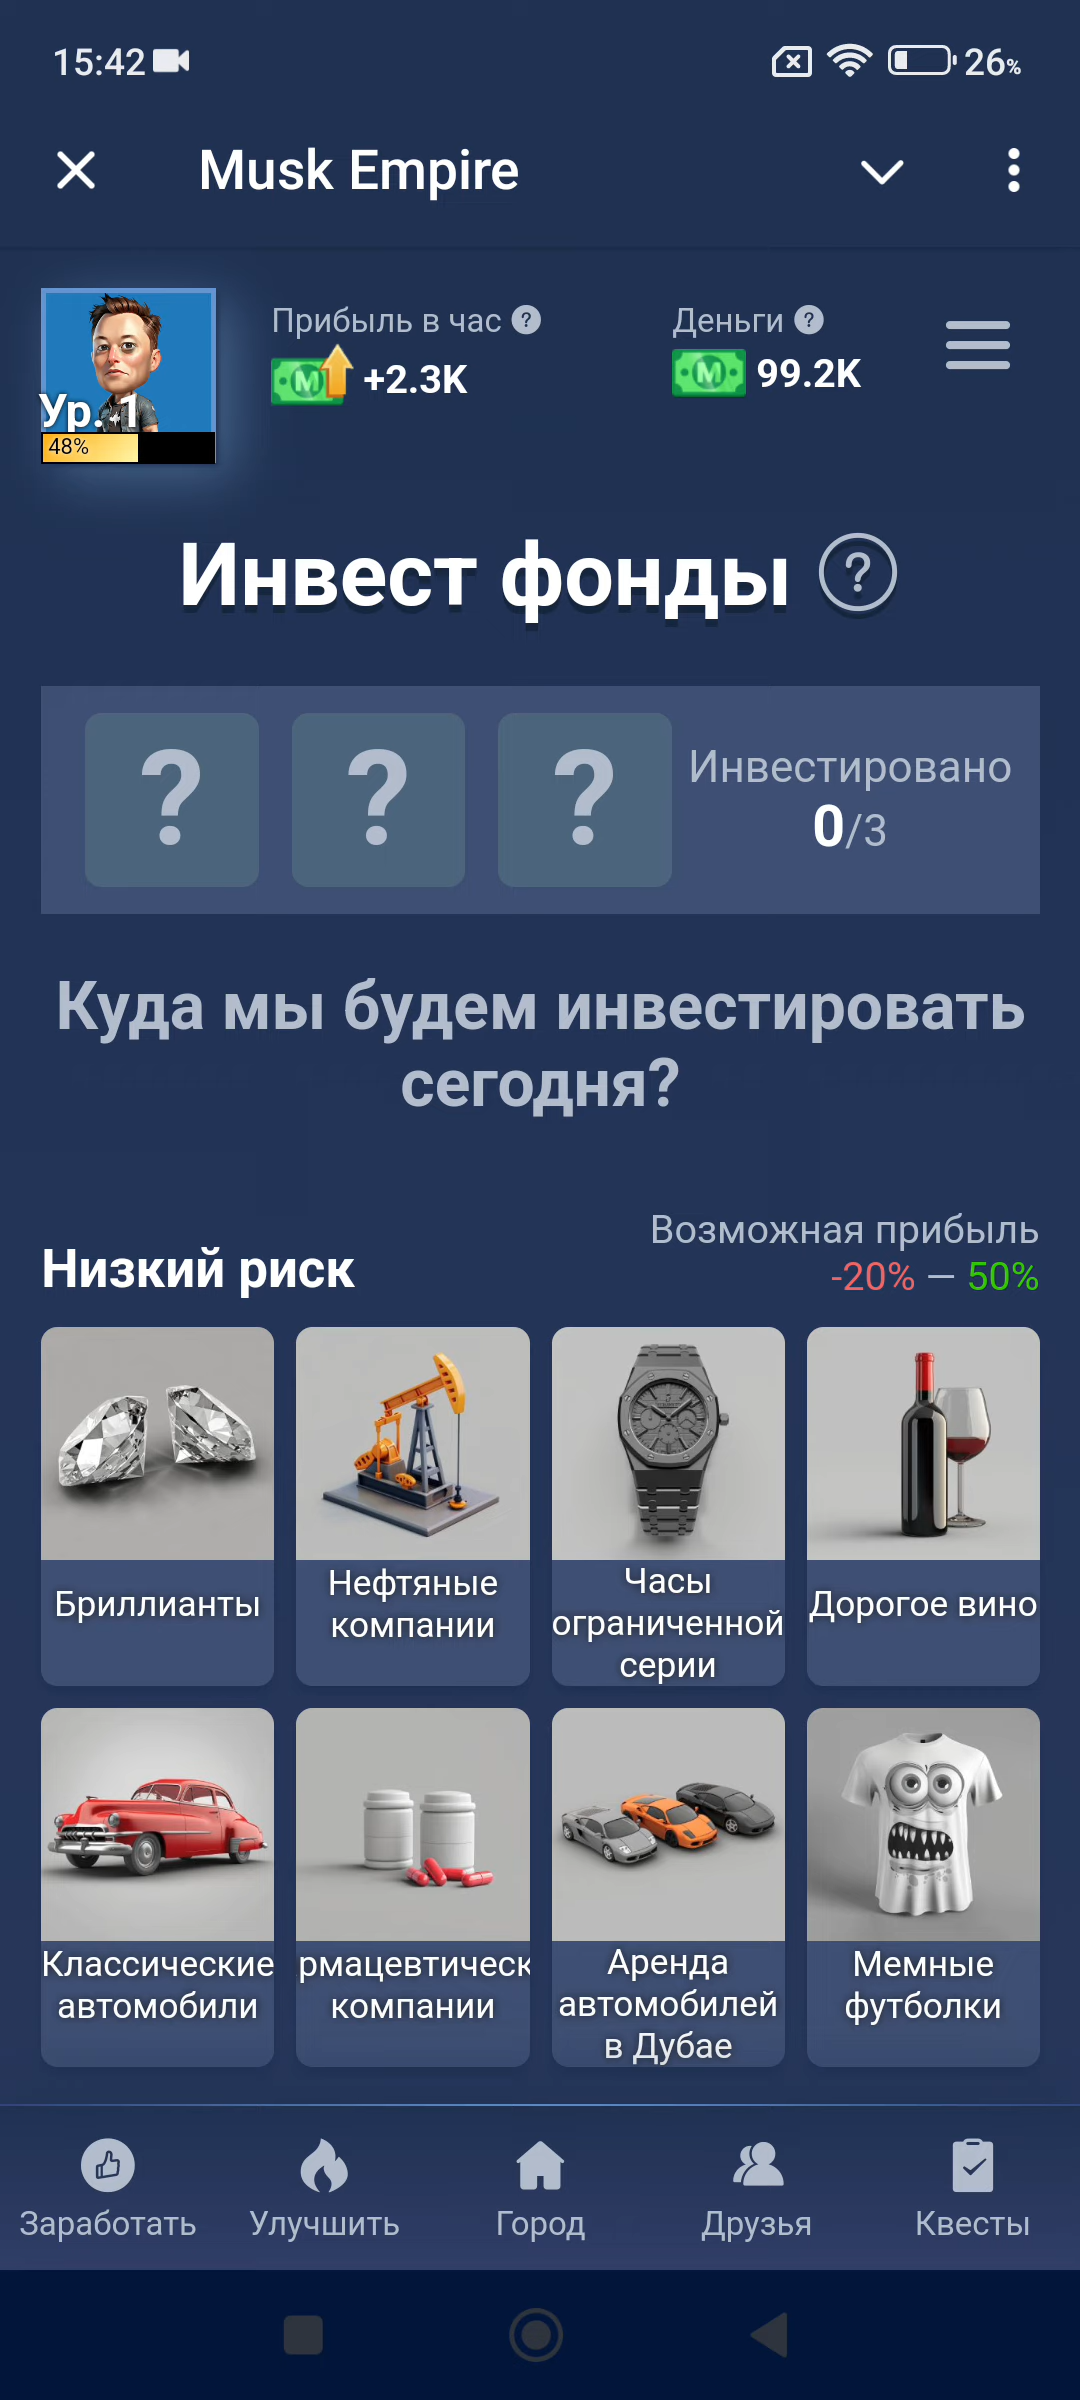 15:42
26%
Musk Empire
Прибыль в час ?
+2.3K
Деньги ?
99.2K
Ур. 1
48%
Инвест фонды ?
? ? ?
Инвестировано
0/3
Куда мы будем инвестировать
сегодня?
Возможная прибыль
Низкий риск
-20% — 50%
Бриллианты
Нефтяные
компании
Часы
ограниченной
серии
Дорогое вино
Классические
автомобили
рмацевтическ
компании
Аренда
автомобилей
в Дубае
Мемные
футболки
Заработать
Улучшить
Город
Друзья
Квесты